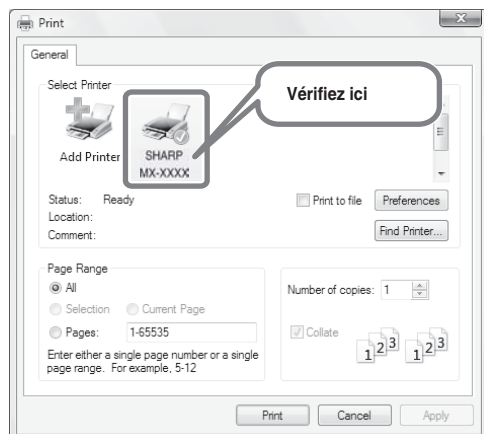 Print
X
General
Select Printer
Vérifiez ici
Add Printer
SHARP
MX-XXXX
Status: Ready
Print to file
Preferences
Location:
Comment:
Find Printer...
Page Range
All
Selection
Current Page
Pages: 1-65535
Enter either a single page number or a single
page range. For example, 5-12
Number of copies: 1
Collate
1 2 3 1 2 3
Print
Cancel
Apply